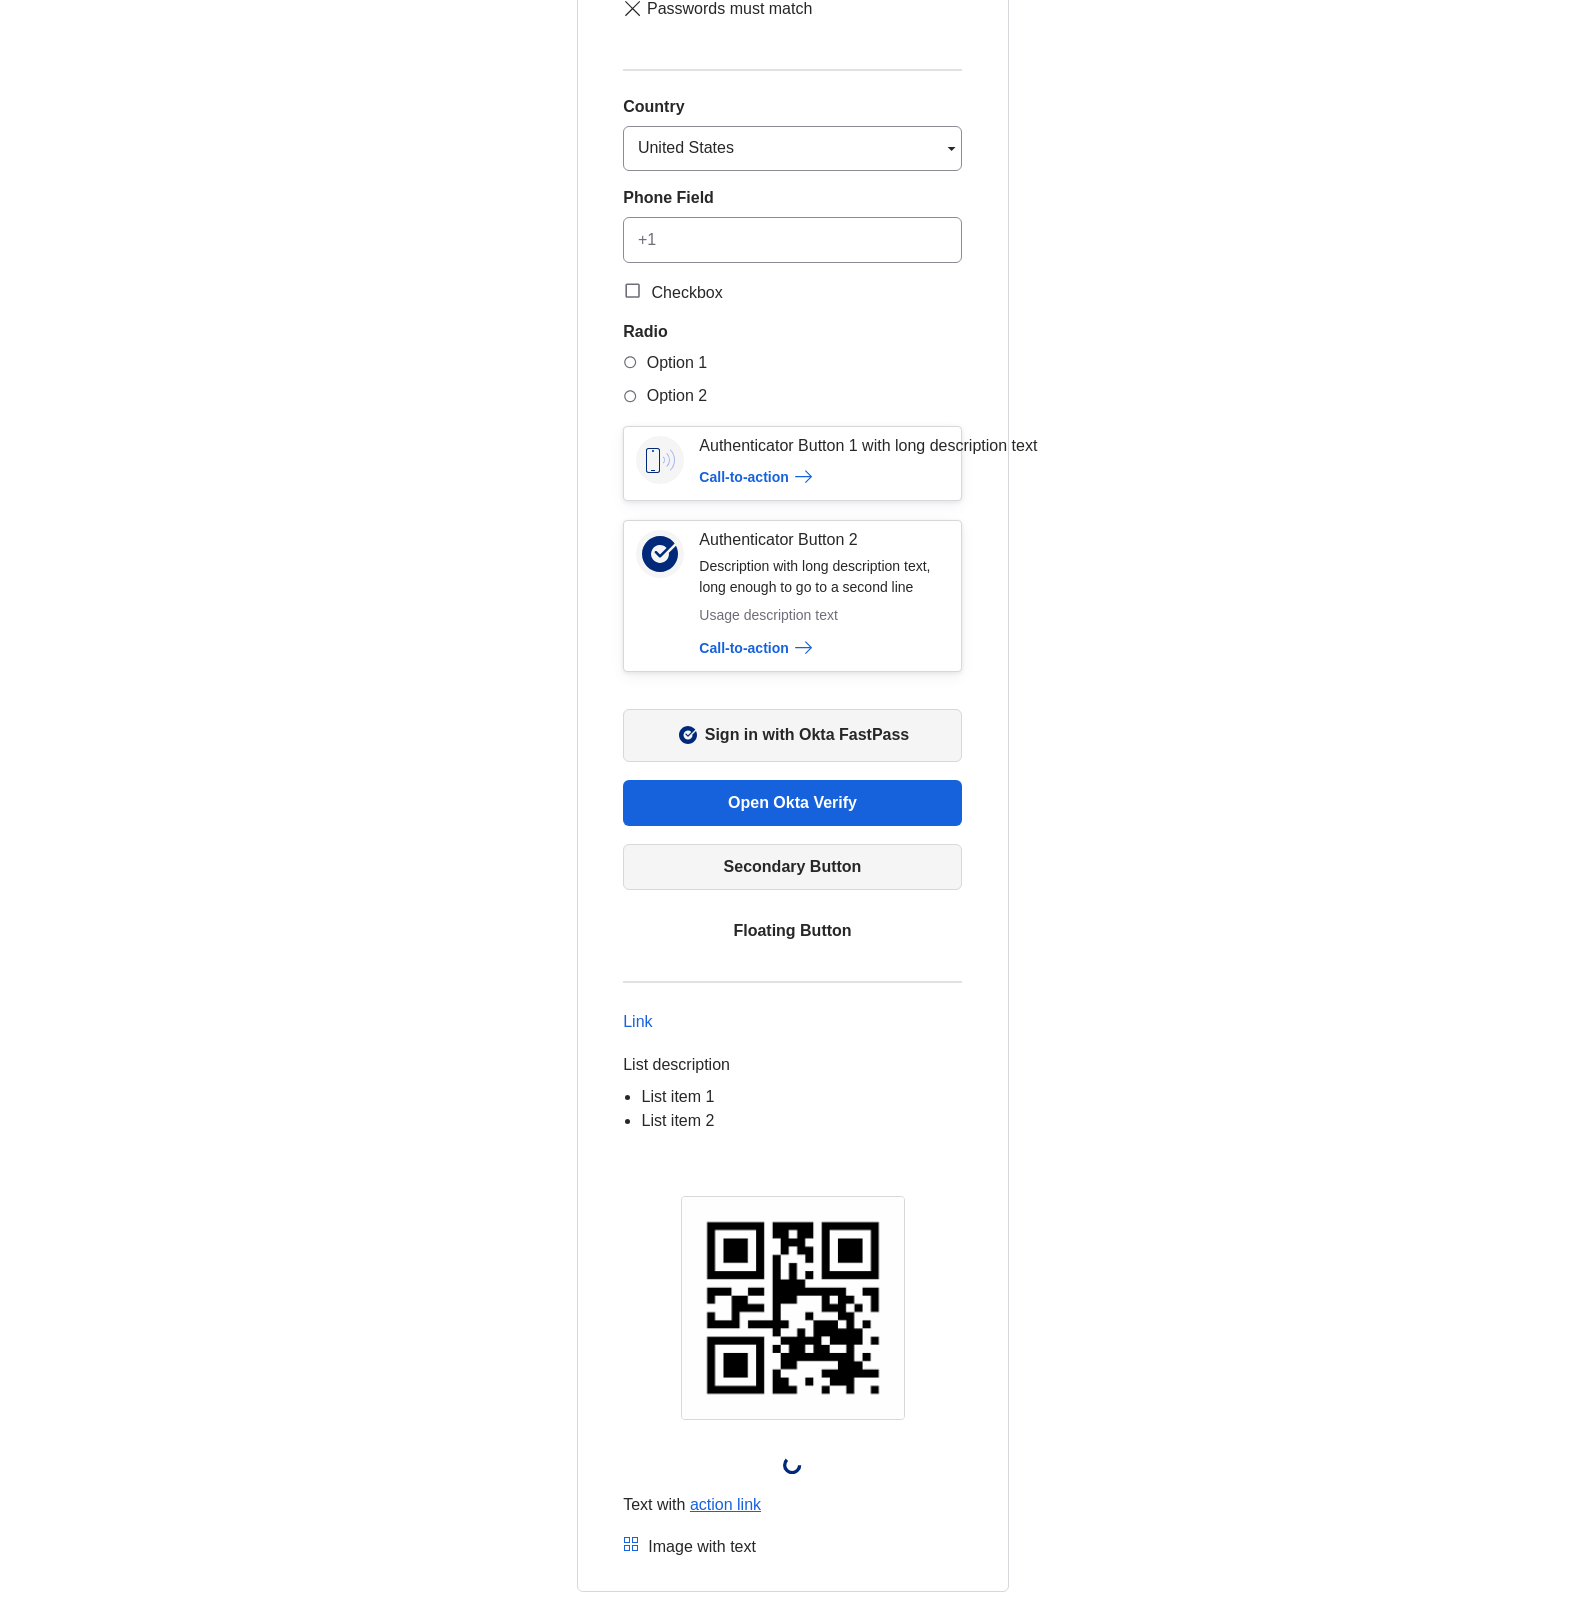 Passwords must match
Country
United States
Phone Field
+1
Checkbox
Radio
Option 1
Option 2
Authenticator Button 1 with long description text
Call-to-action
Authenticator Button 2
Description with long description text,
long enough to go to a second line
Usage description text
Call-to-action
Sign in with Okta FastPass
Open Okta Verify
Secondary Button
Floating Button
Link
List description
List item 1
List item 2
Text with action link
Image with text